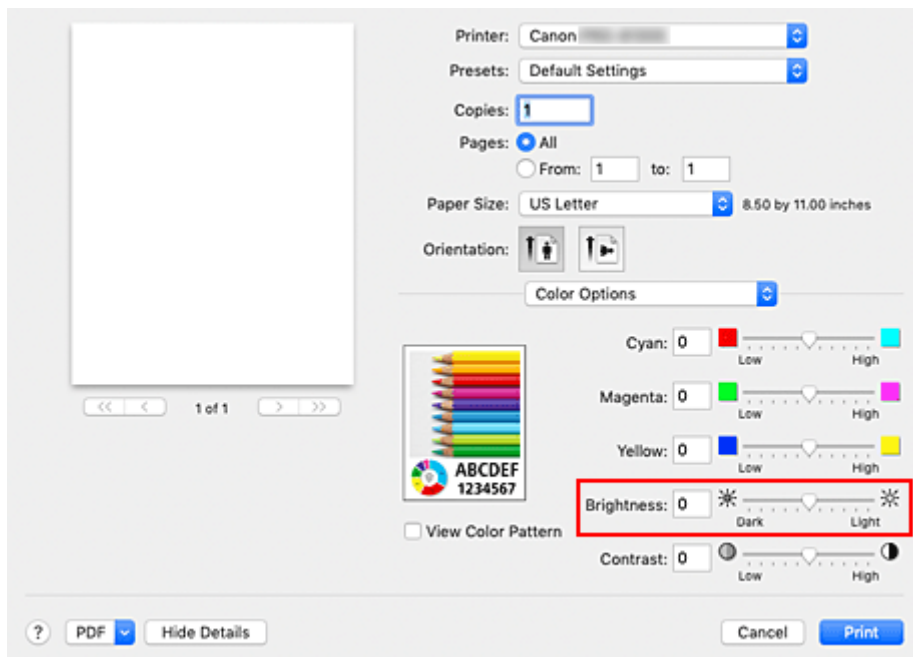 Printer: Canon
Presets: Default Settings
Copies: 1
Pages: All
From: 1 to: 1
Paper Size: US Letter 8.50 by 11.00 inches
Orientation:
Color Options
<< < 1 of 1 > >>
Cyan: 0
Low High
Magenta: 0
Low High
Yellow: 0
Low High
ABCDEF
1234567
Brightness: 0
Dark Light
View Color Pattern
Contrast: 0
Low High
? PDF Hide Details Cancel Print